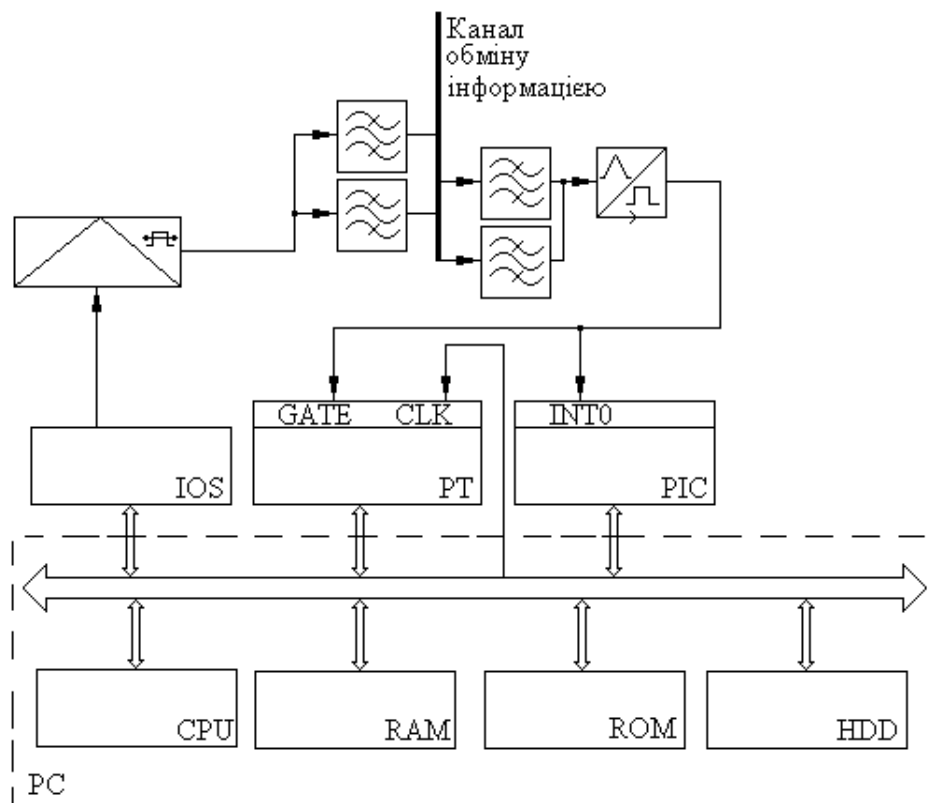 Канал
обміну
інформацією
GATE CLK
INT0
IOS
PT
PIC
CPU
RAM
ROM
HDD
PC